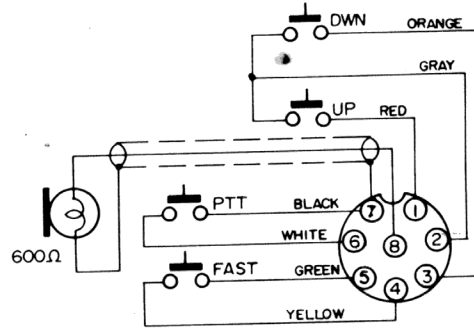 DWN
ORANGE
GRAY
UP
RED
600Ω
PTT
BLACK
WHITE
FAST
GREEN
YELLOW
7
1
6
8
2
5
4
3